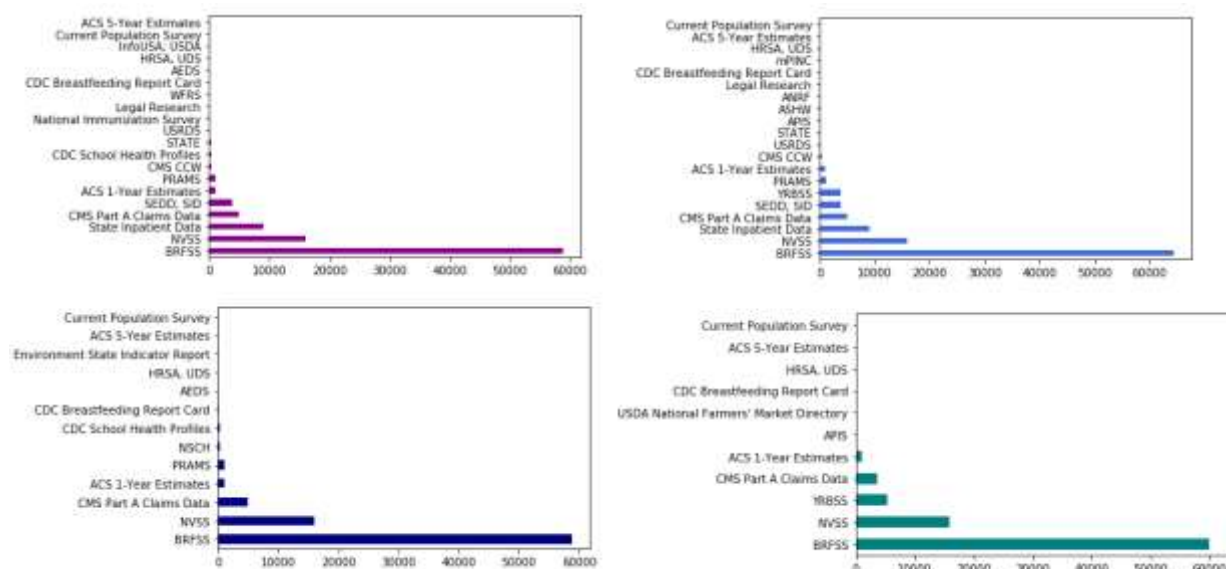 ACS 5-Year Estimates
Current Population Survey
InfoUSA, USDA
HRSA, UDS
AEDS
CDC Breastfeeding Report Card
WFRS
Legal Research
National Immunization Survey
USRDS
STATE
CDC School Health Profiles
CMS CCW
PRAMS
ACS 1-Year Estimates
SEDD, SID
CMS Part A Claims Data
State Inpatient Data
NVSS
BRFSS
0 10000 20000 30000 40000 50000 60000
Current Population Survey
ACS 5-Year Estimates
HRSA, UDS
mPINC
CDC Breastfeeding Report Card
Legal Research
ANRF
ASHW
APIS
STATE
USRDS
CMS CCW
ACS 1-Year Estimates
PRAMS
YRBSS
SEDD, SID
CMS Part A Claims Data
State Inpatient Data
NVSS
BRFSS
0 10000 20000 30000 40000 50000 60000
Current Population Survey
ACS 5-Year Estimates
Environment State Indicator Report
HRSA, UDS
AEDS
CDC Breastfeeding Report Card
CDC School Health Profiles
NSCH
PRAMS
ACS 1-Year Estimates
CMS Part A Claims Data
NVSS
BRFSS
0 10000 20000 30000 40000 50000 60000
Current Population Survey
ACS 5-Year Estimates
HRSA, UDS
CDC Breastfeeding Report Card
USDA National Farmers' Market Directory
APIS
ACS 1-Year Estimates
CMS Part A Claims Data
YRBSS
NVSS
BRFSS
0 10000 20000 30000 40000 50000 60000